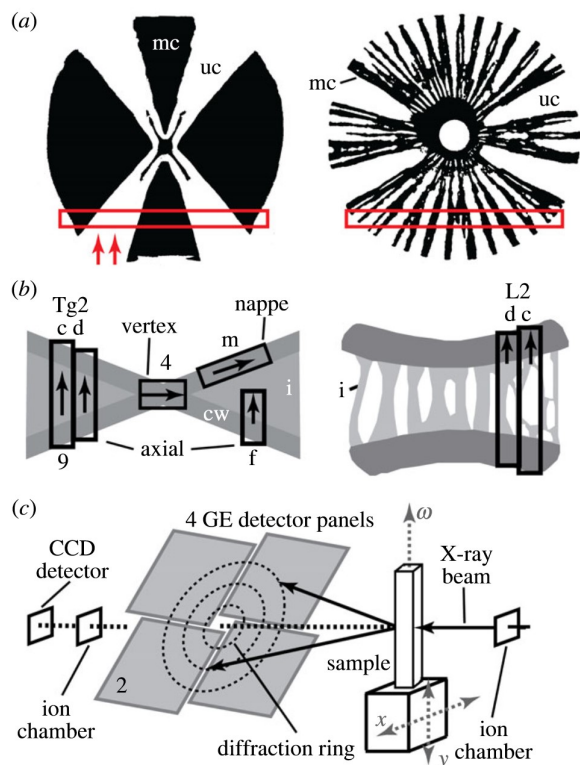 (a)
mc
uc
mc
uc
(b)
Tg2
c d
vertex
4
nappe
m
i
cw
9
axial
f
L2
d c
i
(c)
4 GE detector panels
ω
CCD
detector
X-ray
beam
sample
2
ion
chamber
diffraction ring
x
y
ion
chamber